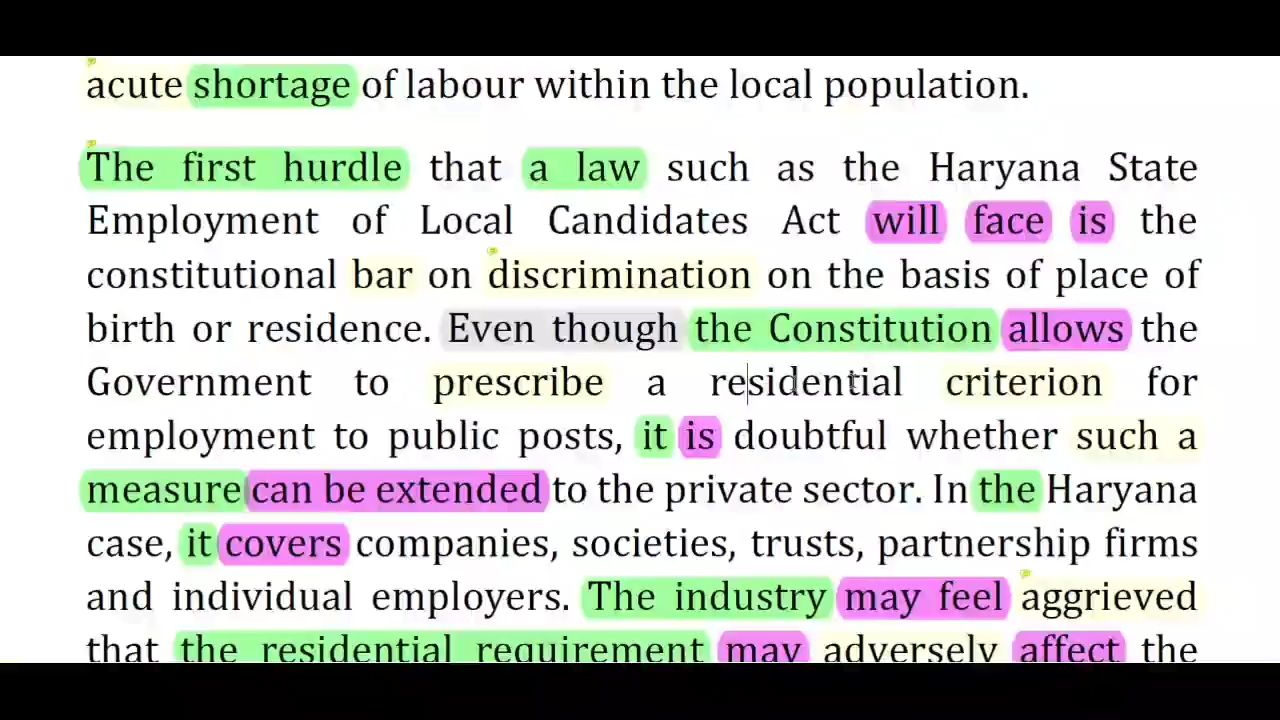 acute shortage of labour within the local population.
The first hurdle that a law such as the Haryana State
Employment of Local Candidates Act will face is the
constitutional bar on discrimination on the basis of place of
birth or residence. Even though the Constitution allows the
Government to prescribe a residential criterion for
employment to public posts, it is doubtful whether such a
measure can be extended to the private sector. In the Haryana
case, it covers companies, societies, trusts, partnership firms
and individual employers. The industry may feel aggrieved
that the residential requirement may adversely affect the